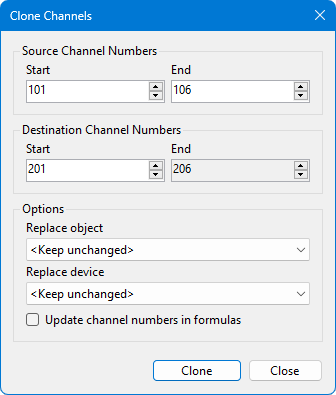 Clone Channels
Source Channel Numbers
Start End
101 106
Destination Channel Numbers
Start End
201 206
Options
Replace object
<Keep unchanged>
Replace device
<Keep unchanged>
Update channel numbers in formulas
Clone Close